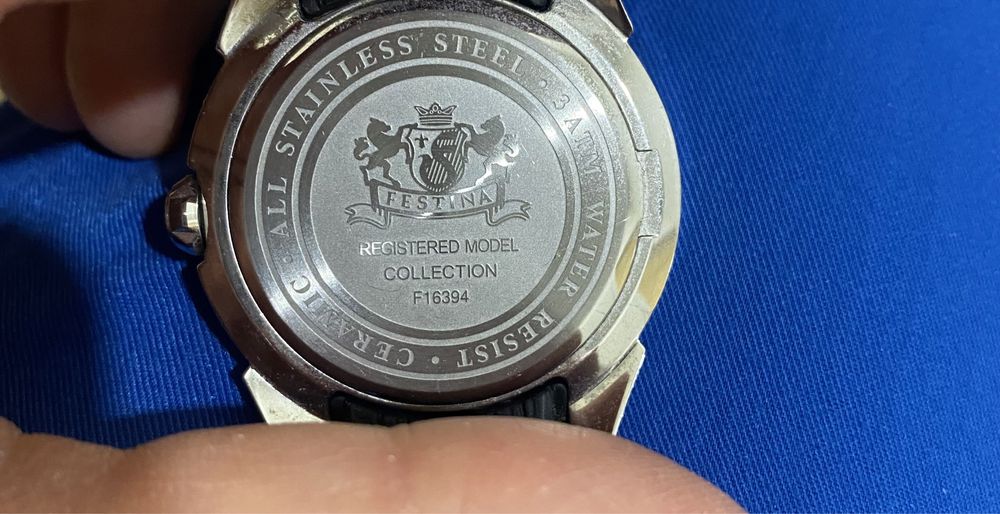 ALL STAINLESS STEEL · 3 ATM WATER RESIST · CERAMIC ·
FESTINA
REGISTERED MODEL
COLLECTION
F16394